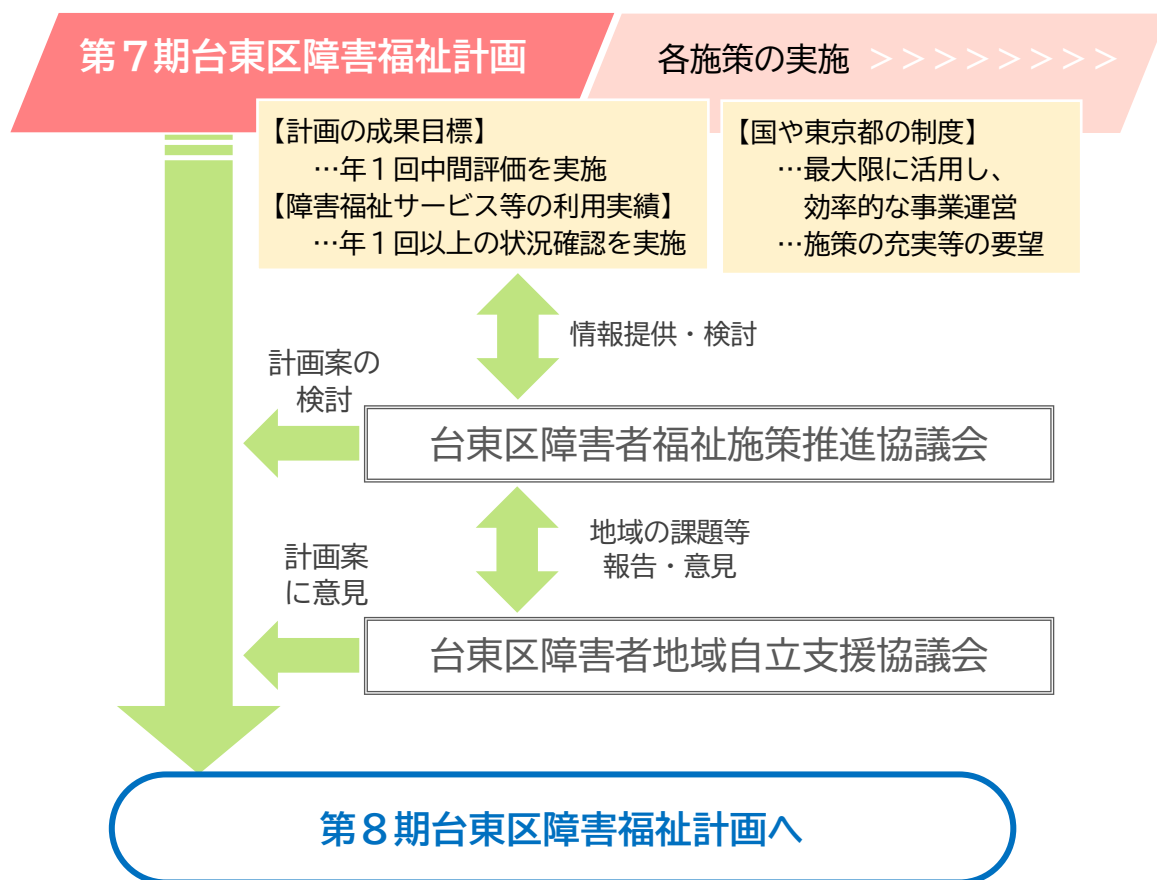 第７期台東区障害福祉計画
各施策の実施 ＞＞＞＞＞＞＞＞
【計画の成果目標】
…年１回中間評価を実施
【障害福祉サービス等の利用実績】
…年１回以上の状況確認を実施
【国や東京都の制度】
…最大限に活用し、
効率的な事業運営
…施策の充実等の要望
情報提供・検討
計画案の
検討
台東区障害者福祉施策推進協議会
地域の課題等
報告・意見
計画案
に意見
台東区障害者地域自立支援協議会
第８期台東区障害福祉計画へ